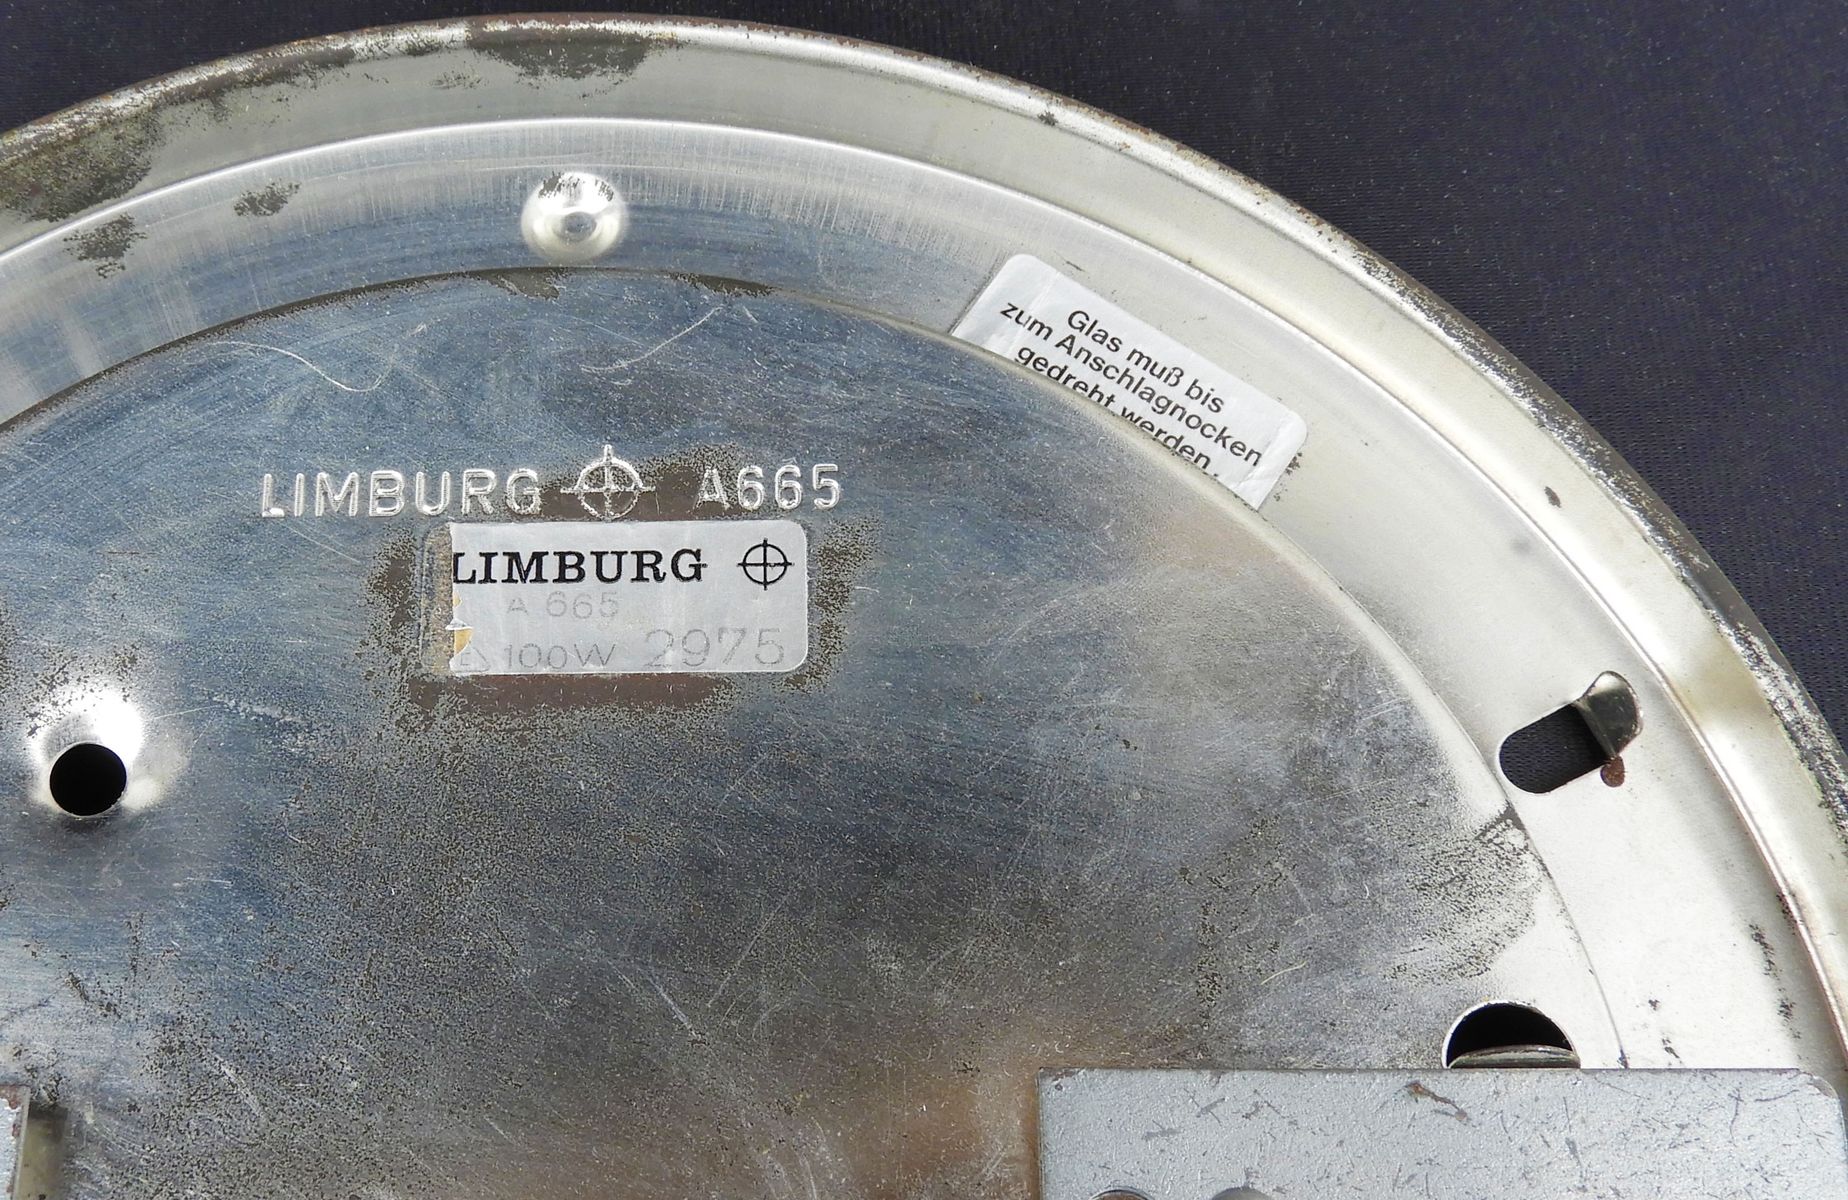 Glas muß bis
zum Anschlagnocken
gedreht werden.
LIMBURG A665
LIMBURG
A 665
100W 2975